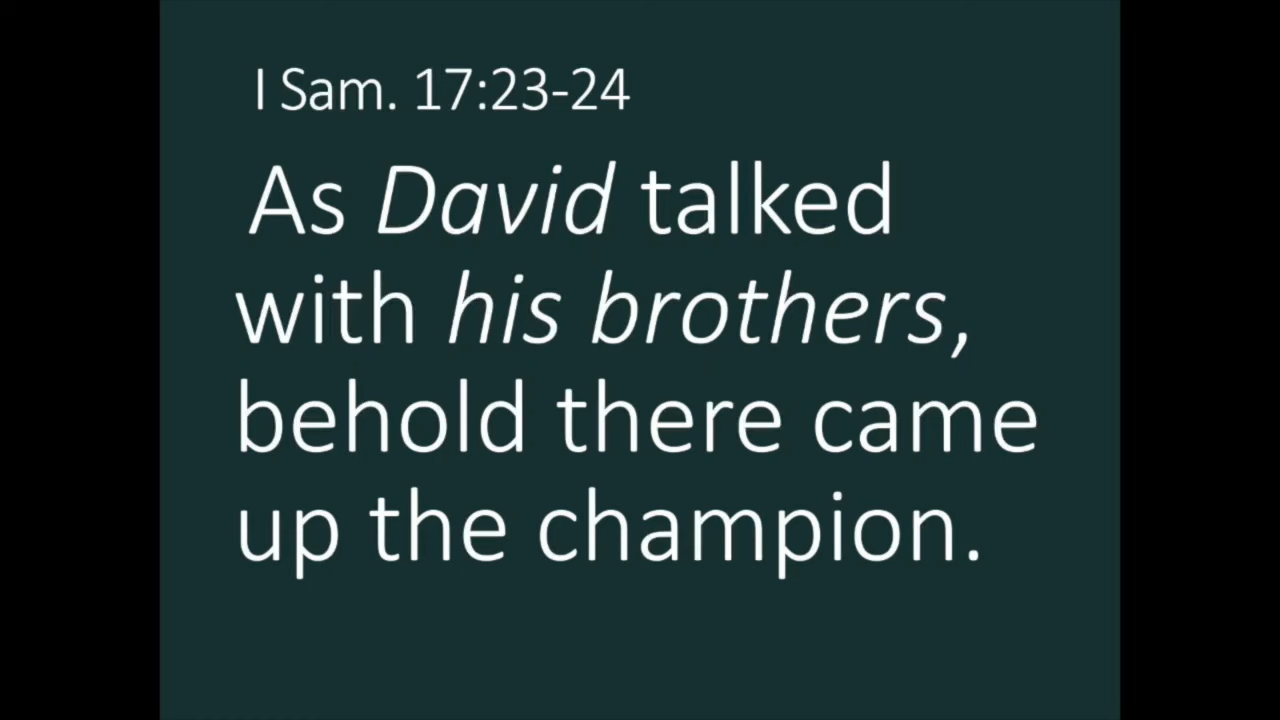 I Sam. 17:23-24
As David talked
with his brothers,
behold there came
up the champion.